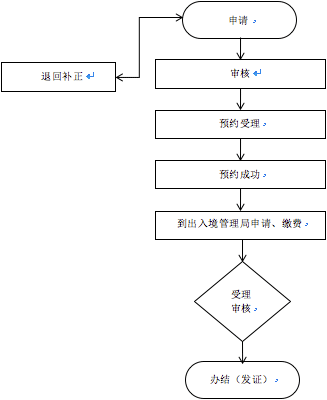 申请
退回补正
审核
预约受理
预约成功
到出入境管理局申请、缴费
受理
审核
办结（发证）